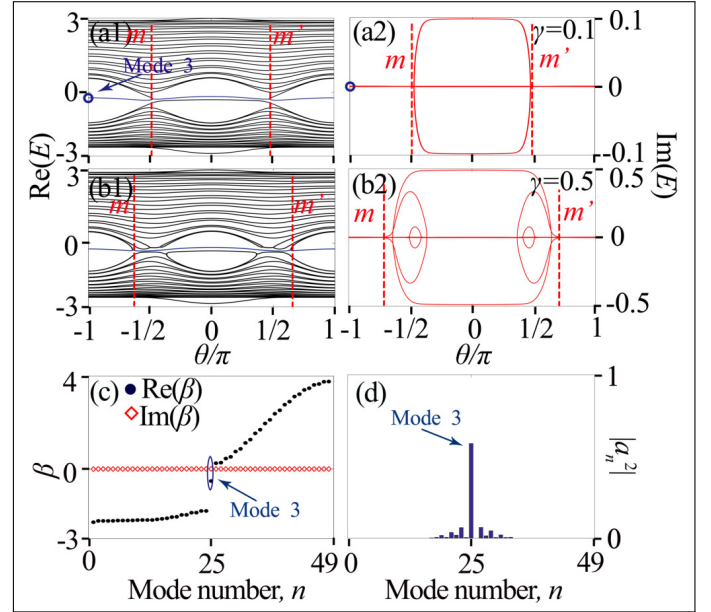 3 (a1) m m' (a2) γ=0.1 0.1
Mode 3 m m'
0 0
Re(E) Im(E)
-3 -0.1
3 (b1) m m' (b2) γ=0.5 0.5
m m'
0 0
-3 -0.5
-1 -1/2 0 1/2 1 -1 -1/2 0 1/2 1
θ/π θ/π
4 (c) Re(β) (d) 1
Im(β)
Mode 3
β 0 |a_n^2|
Mode 3
-3 0
0 25 49 0 25 49
Mode number, n Mode number, n